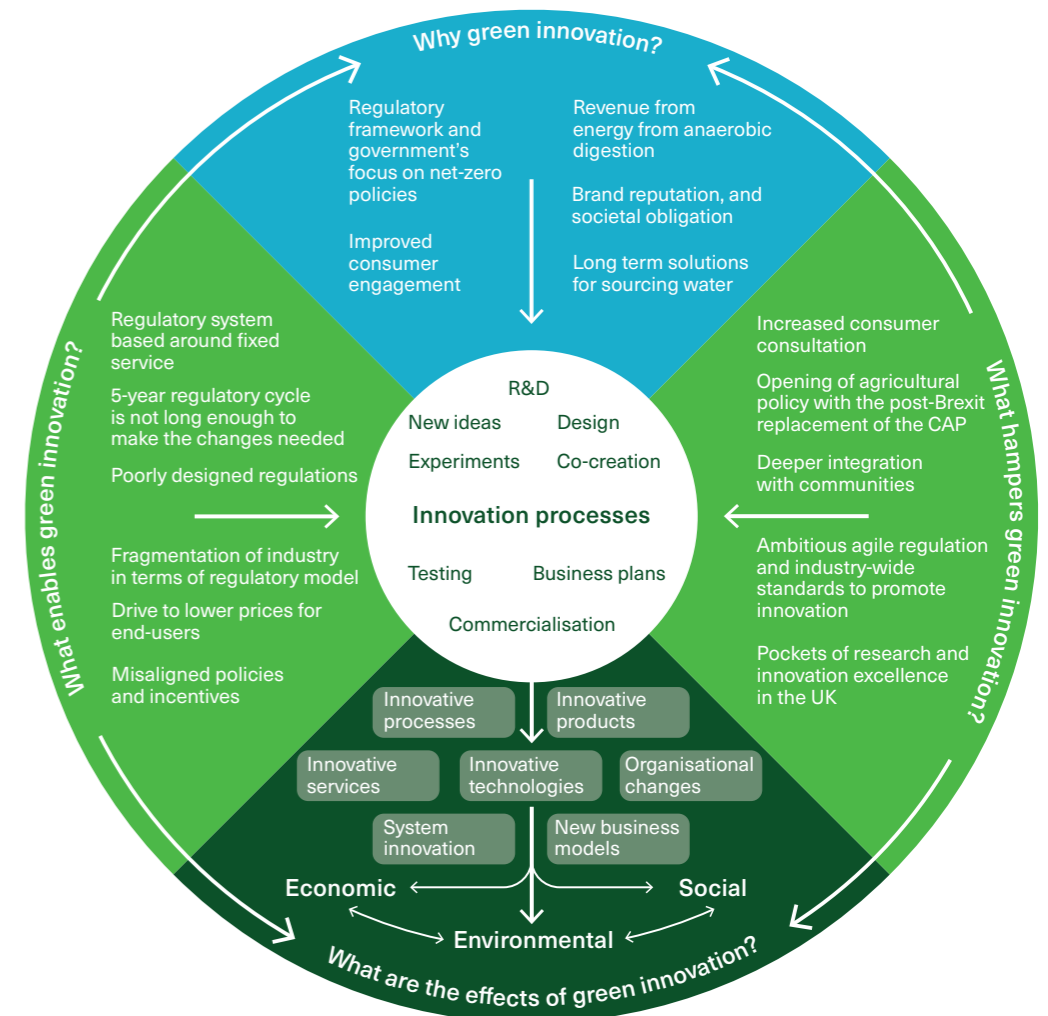 Why green innovation?
Regulatory
framework and
government's
focus on net-zero
policies
Improved
consumer
engagement
Revenue from
energy from anaerobic
digestion
Brand reputation, and
societal obligation
Long term solutions
for sourcing water
What enables green innovation?
Regulatory system
based around fixed
service
5-year regulatory cycle
is not long enough to
make the changes needed
Poorly designed regulations
Fragmentation of industry
in terms of regulatory model
Drive to lower prices for
end-users
Misaligned policies
and incentives
R&D
New ideas
Design
Experiments
Co-creation
Innovation processes
Testing
Business plans
Commercialisation
What hampers green innovation?
Increased consumer
consultation
Opening of agricultural
policy with the post-Brexit
replacement of the CAP
Deeper integration
with communities
Ambitious agile regulation
and industry-wide
standards to promote
innovation
Pockets of research and
innovation excellence
in the UK
Innovative
processes
Innovative
products
Innovative
services
Innovative
technologies
Organisational
changes
System
innovation
New business
models
Economic
Social
Environmental
What are the effects of green innovation?